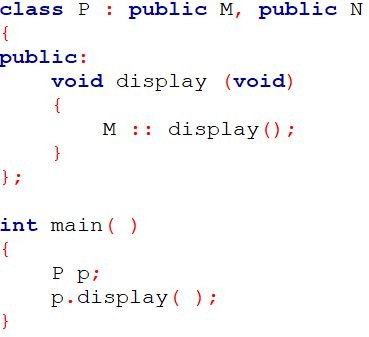 class P : public M, public N
{
public:
    void display (void)
    {
        M :: display();
    }
};

int main( )
{
    P p;
    p.display( );
}